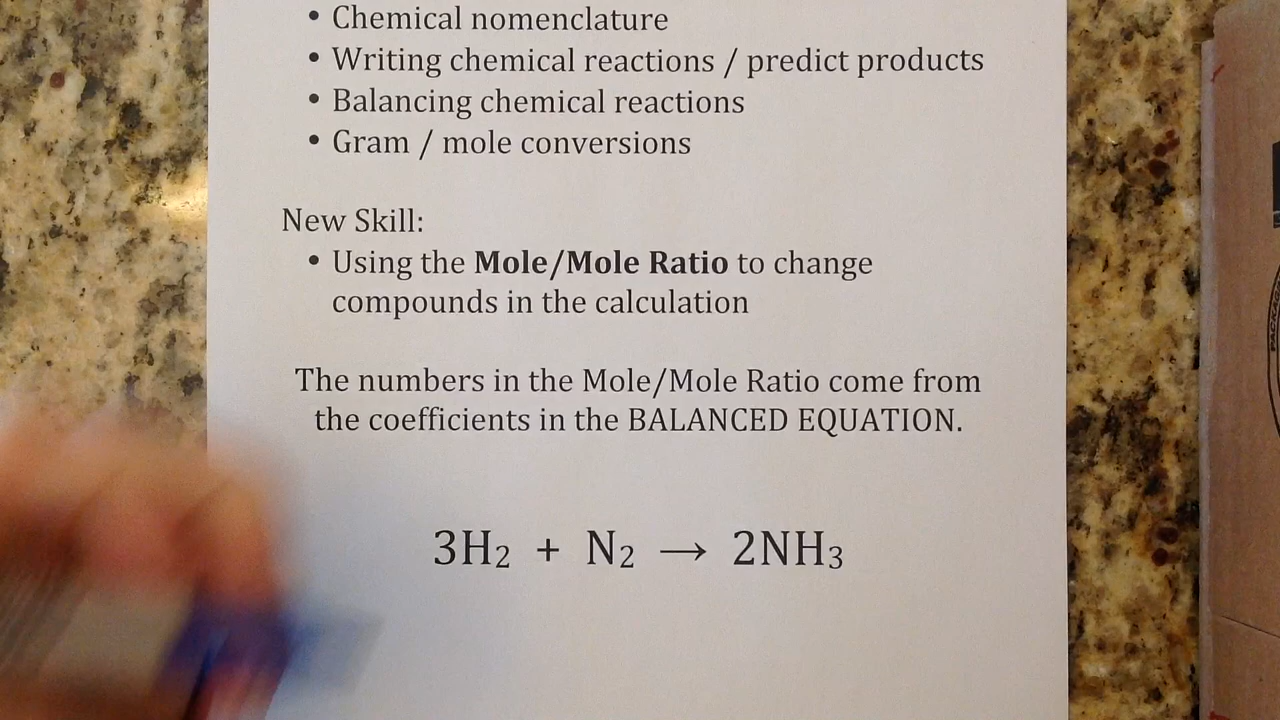 • Chemical nomenclature
• Writing chemical reactions / predict products
• Balancing chemical reactions
• Gram / mole conversions
New Skill:
• Using the Mole/Mole Ratio to change
compounds in the calculation
The numbers in the Mole/Mole Ratio come from
the coefficients in the BALANCED EQUATION.
3H₂ + N₂ → 2NH₃